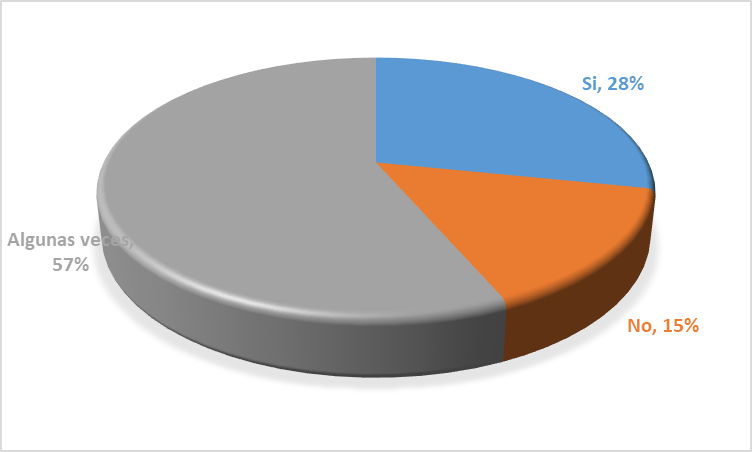 Si, 28%
Algunas veces,
57%
No, 15%